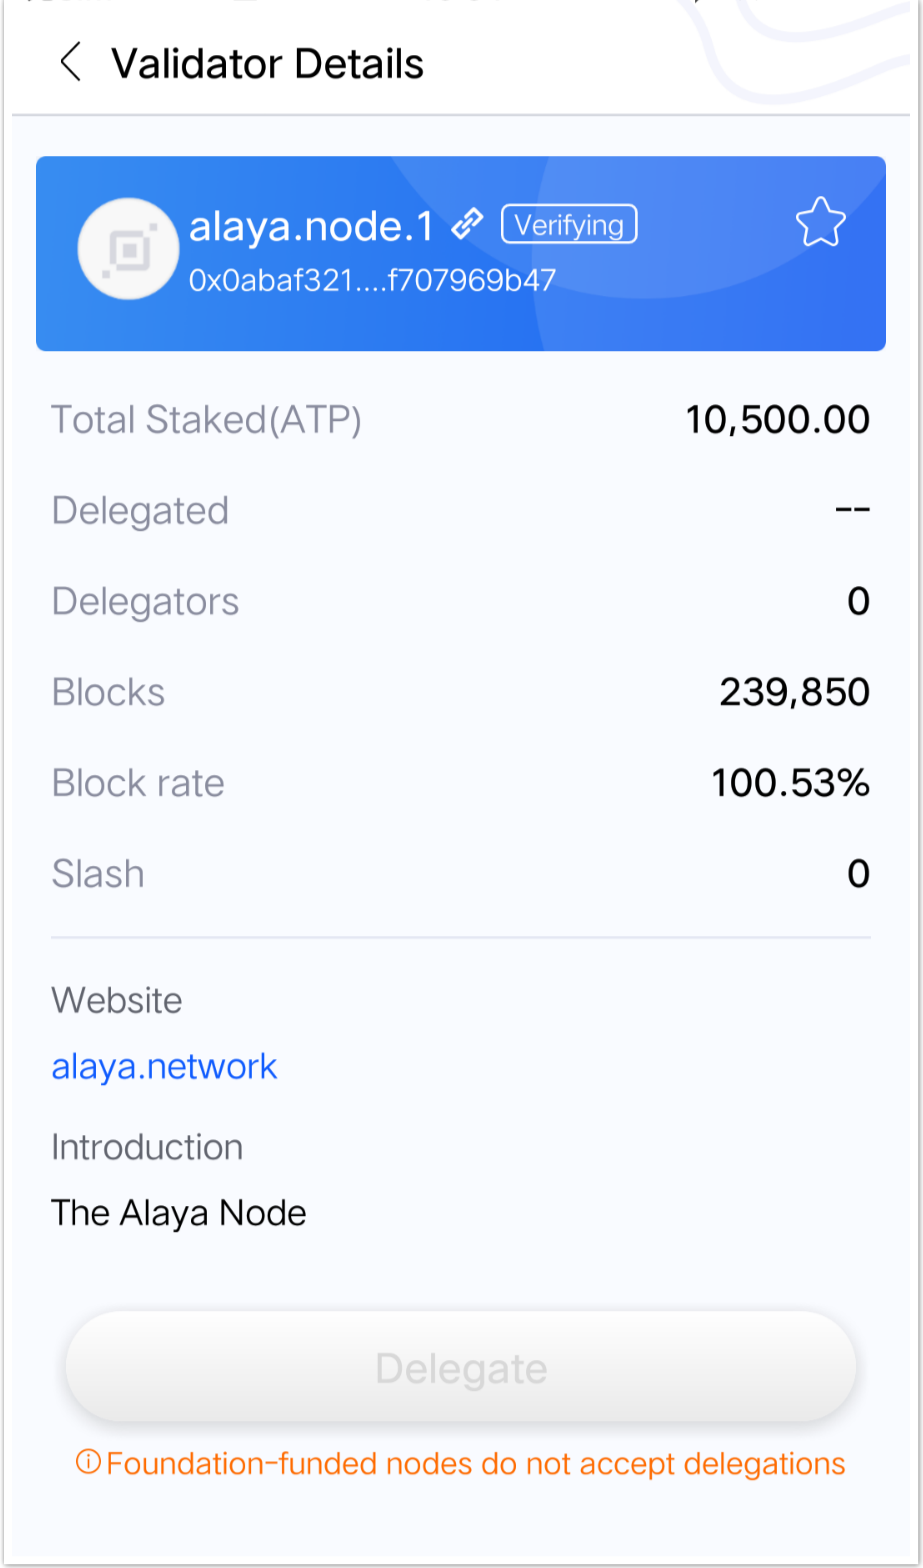 Validator Details
alaya.node.1 Verifying
0x0abaf321....f707969b47
Total Staked(ATP) 10,500.00
Delegated --
Delegators 0
Blocks 239,850
Block rate 100.53%
Slash 0
Website
alaya.network
Introduction
The Alaya Node
Delegate
Foundation-funded nodes do not accept delegations